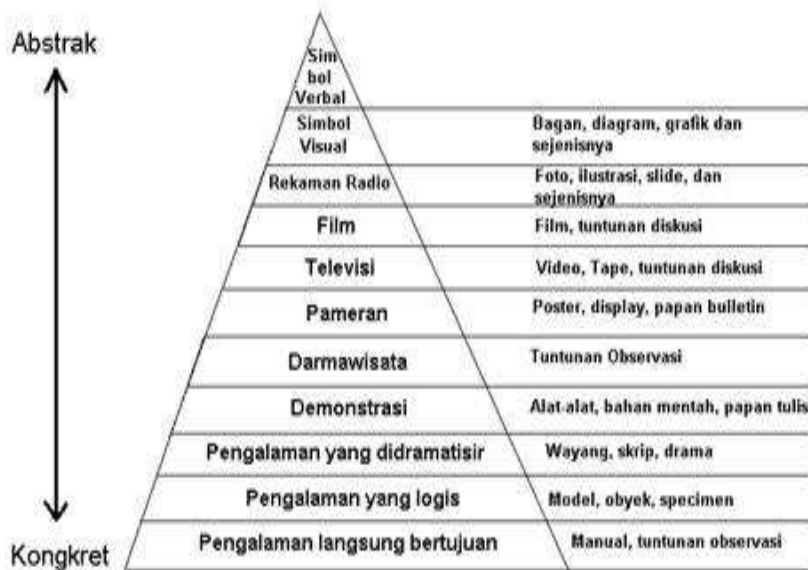 Abstrak
Sim
bol
Verbal
Simbol
Visual
Bagan, diagram, grafik dan
sejenisnya
Rekaman Radio
Foto, ilustrasi, slide, dan
sejenisnya
Film
Film, tuntunan diskusi
Televisi
Video, Tape, tuntunan diskusi
Pameran
Poster, display, papan bulletin
Darmawisata
Tuntunan Observasi
Demonstrasi
Alat-alat, bahan mentah, papan tulis
Pengalaman yang didramatisir
Wayang, skrip, drama
Pengalaman yang logis
Model, obyek, specimen
Pengalaman langsung bertujuan
Manual, tuntunan observasi
Kongkret